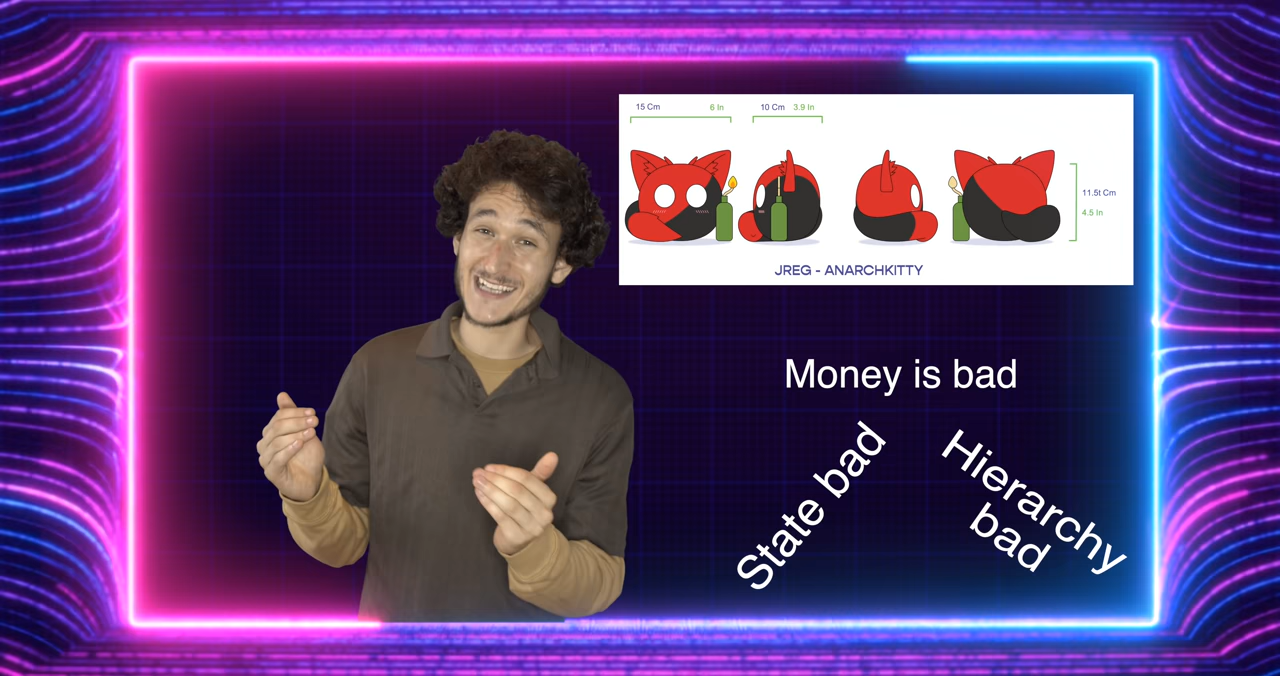 15 Cm 6 In 10 Cm 3.9 In
11.5t Cm
4.5 In
JREG - ANARCHKITTY
Money is bad
State bad
Hierarchy
bad